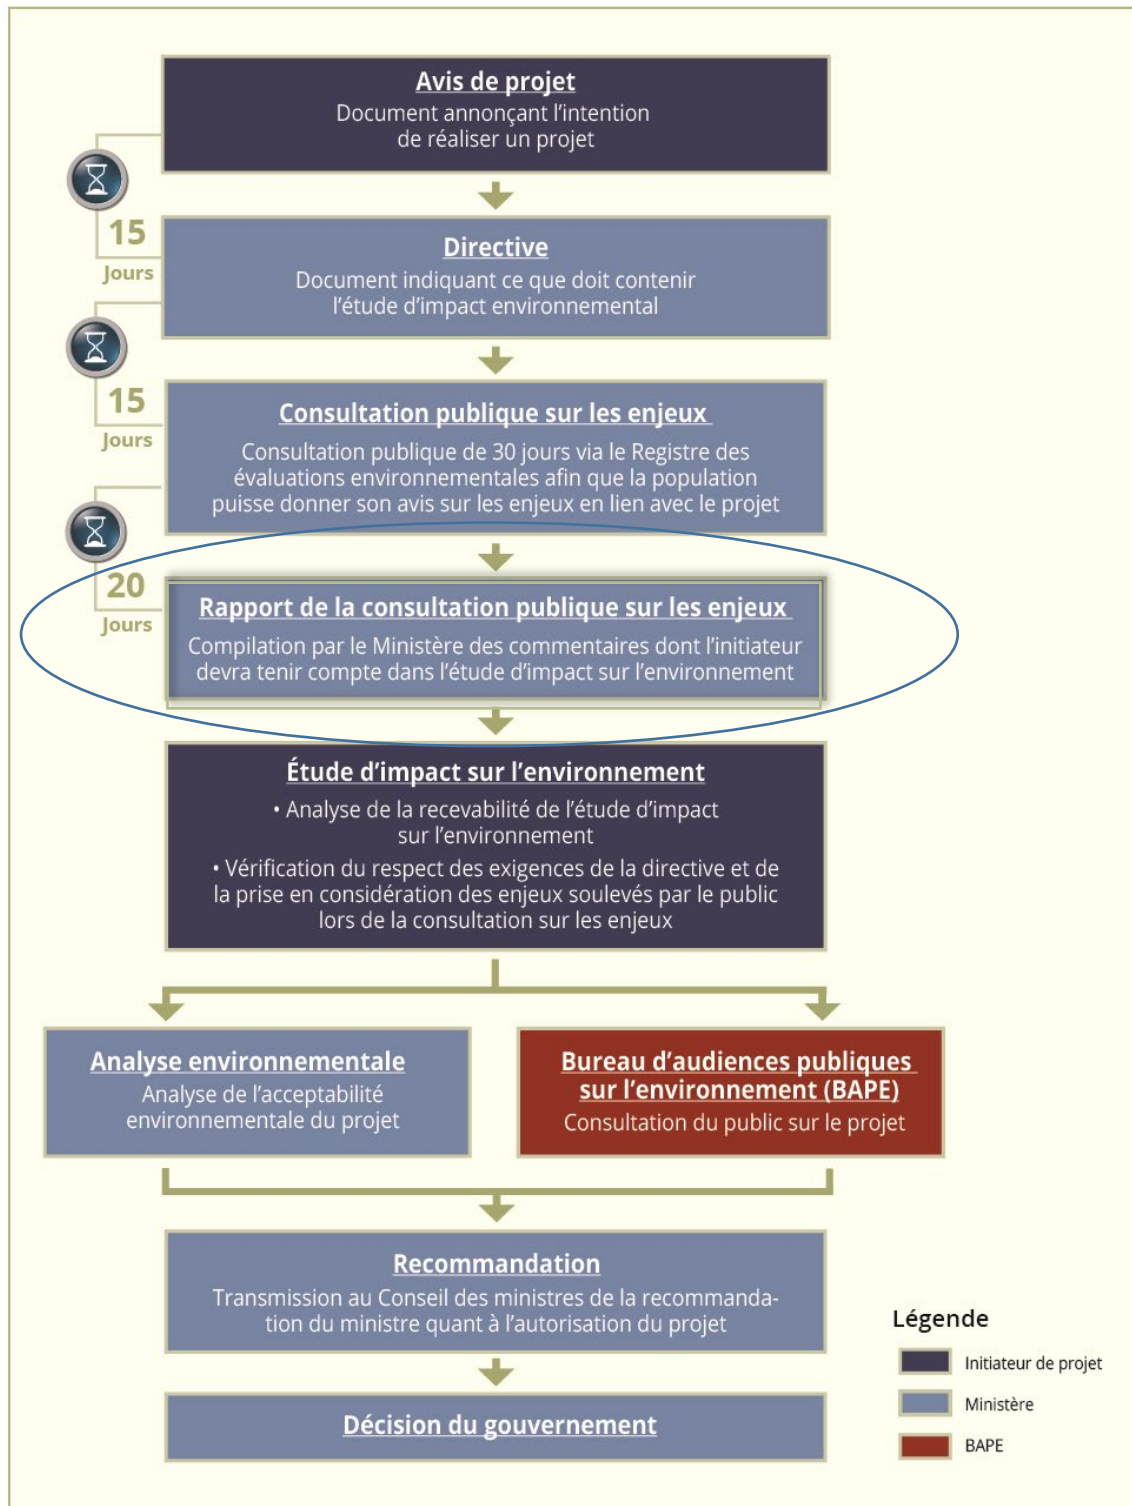 Avis de projet
Document annonçant l’intention
de réaliser un projet
15
Jours
Directive
Document indiquant ce que doit contenir
l’étude d’impact environnemental
15
Jours
Consultation publique sur les enjeux
Consultation publique de 30 jours via le Registre des
évaluations environnementales afin que la population
puisse donner son avis sur les enjeux en lien avec le projet
20
Jours
Rapport de la consultation publique sur les enjeux
Compilation par le Ministère des commentaires dont l’initiateur
devra tenir compte dans l’étude d’impact sur l’environnement
Étude d’impact sur l’environnement
• Analyse de la recevabilité de l’étude d’impact
sur l’environnement
• Vérification du respect des exigences de la directive et de
la prise en considération des enjeux soulevés par le public
lors de la consultation sur les enjeux
Analyse environnementale
Analyse de l’acceptabilité
environnementale du projet
Bureau d’audiences publiques
sur l’environnement (BAPE)
Consultation du public sur le projet
Recommandation
Transmission au Conseil des ministres de la recommanda-
tion du ministre quant à l’autorisation du projet
Décision du gouvernement
Légende
Initiateur de projet
Ministère
BAPE